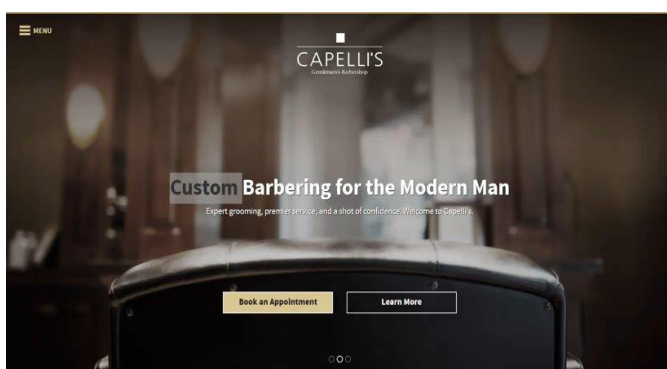 MENU
CAPELLI'S
Gentlemen's Barbershop
Custom Barbering for the Modern Man
Expert grooming, premier service, and a shot of confidence. Welcome to Capelli's.
Book an Appointment
Learn More